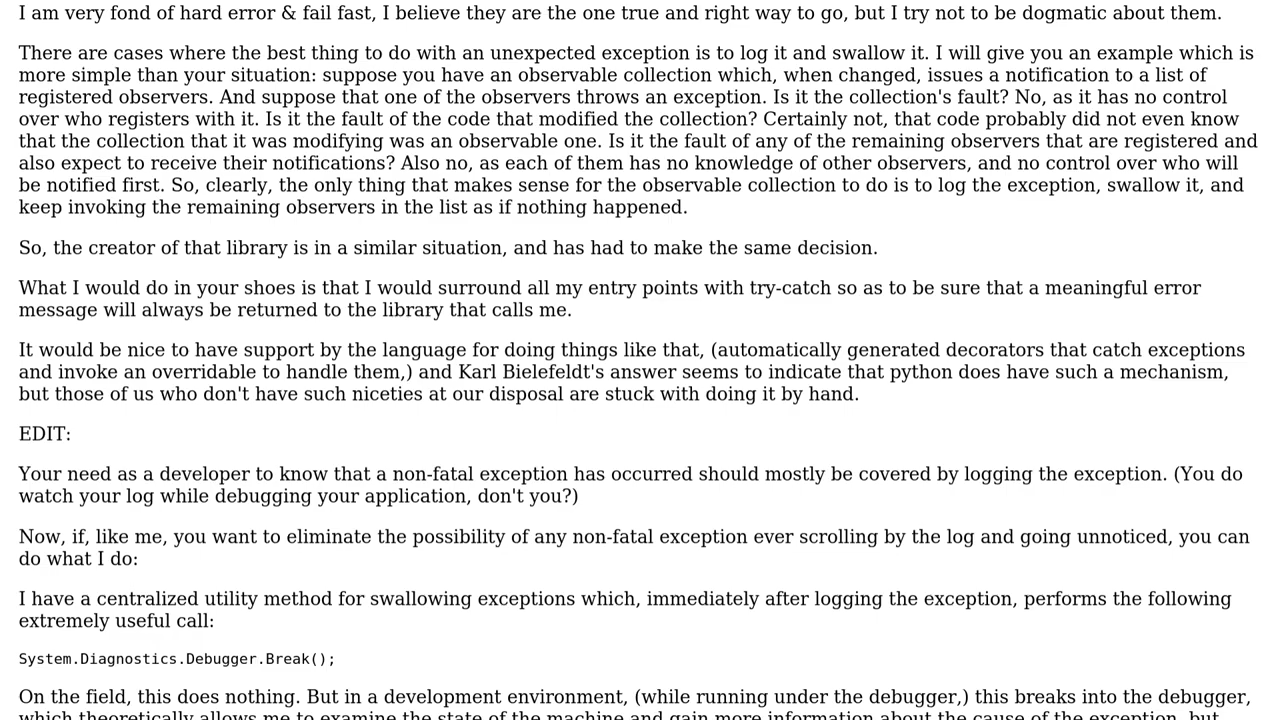 I am very fond of hard error & fail fast, I believe they are the one true and right way to go, but I try not to be dogmatic about them.
There are cases where the best thing to do with an unexpected exception is to log it and swallow it. I will give you an example which is
more simple than your situation: suppose you have an observable collection which, when changed, issues a notification to a list of
registered observers. And suppose that one of the observers throws an exception. Is it the collection's fault? No, as it has no control
over who registers with it. Is it the fault of the code that modified the collection? Certainly not, that code probably did not even know
that the collection that it was modifying was an observable one. Is it the fault of any of the remaining observers that are registered and
also expect to receive their notifications? Also no, as each of them has no knowledge of other observers, and no control over who will
be notified first. So, clearly, the only thing that makes sense for the observable collection to do is to log the exception, swallow it, and
keep invoking the remaining observers in the list as if nothing happened.
So, the creator of that library is in a similar situation, and has had to make the same decision.
What I would do in your shoes is that I would surround all my entry points with try-catch so as to be sure that a meaningful error
message will always be returned to the library that calls me.
It would be nice to have support by the language for doing things like that, (automatically generated decorators that catch exceptions
and invoke an overridable to handle them,) and Karl Bielefeldt's answer seems to indicate that python does have such a mechanism,
but those of us who don't have such niceties at our disposal are stuck with doing it by hand.
EDIT:
Your need as a developer to know that a non-fatal exception has occurred should mostly be covered by logging the exception. (You do
watch your log while debugging your application, don't you?)
Now, if, like me, you want to eliminate the possibility of any non-fatal exception ever scrolling by the log and going unnoticed, you can
do what I do:
I have a centralized utility method for swallowing exceptions which, immediately after logging the exception, performs the following
extremely useful call:
System.Diagnostics.Debugger.Break();
On the field, this does nothing. But in a development environment, (while running under the debugger,) this breaks into the debugger,
which theoretically allows me to examine the state of the machine and gain more information about the cause of the exception, but